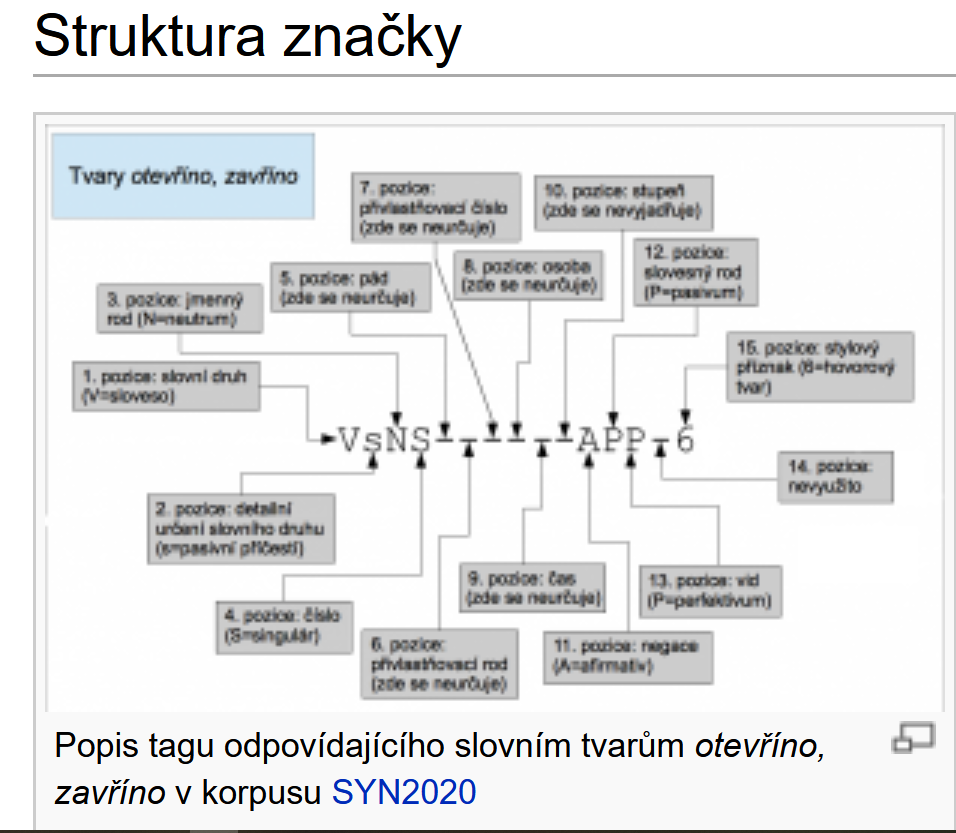 Struktura značky
Tvary otevříno, zavříno
7. pozice:
přivlastňovací číslo
(zde se neurčuje)
10. pozice: stupeň
(zde se nevyjadřuje)
5. pozice: pád
(zde se neurčuje)
8. pozice: osoba
(zde se neurčuje)
12. pozice:
slovesný rod
(P=pasivum)
3. pozice: jmenný
rod (N=neutrum)
15. pozice: stylový
příznak (6=hovorový
tvar)
1. pozice: slovní druh
(V=sloveso)
VsNS------APP-6
14. pozice:
nevyužito
2. pozice: detailní
určení slovního druhu
(s=pasivní příčestí)
9. pozice: čas
(zde se neurčuje)
13. pozice: vid
(P=perfektivum)
4. pozice: číslo
(S=singulár)
6. pozice:
přivlastňovací rod
(zde se neurčuje)
11. pozice: negace
(A=afirmativ)
Popis tagu odpovídajícího slovním tvarům otevříno,
zavříno v korpusu SYN2020